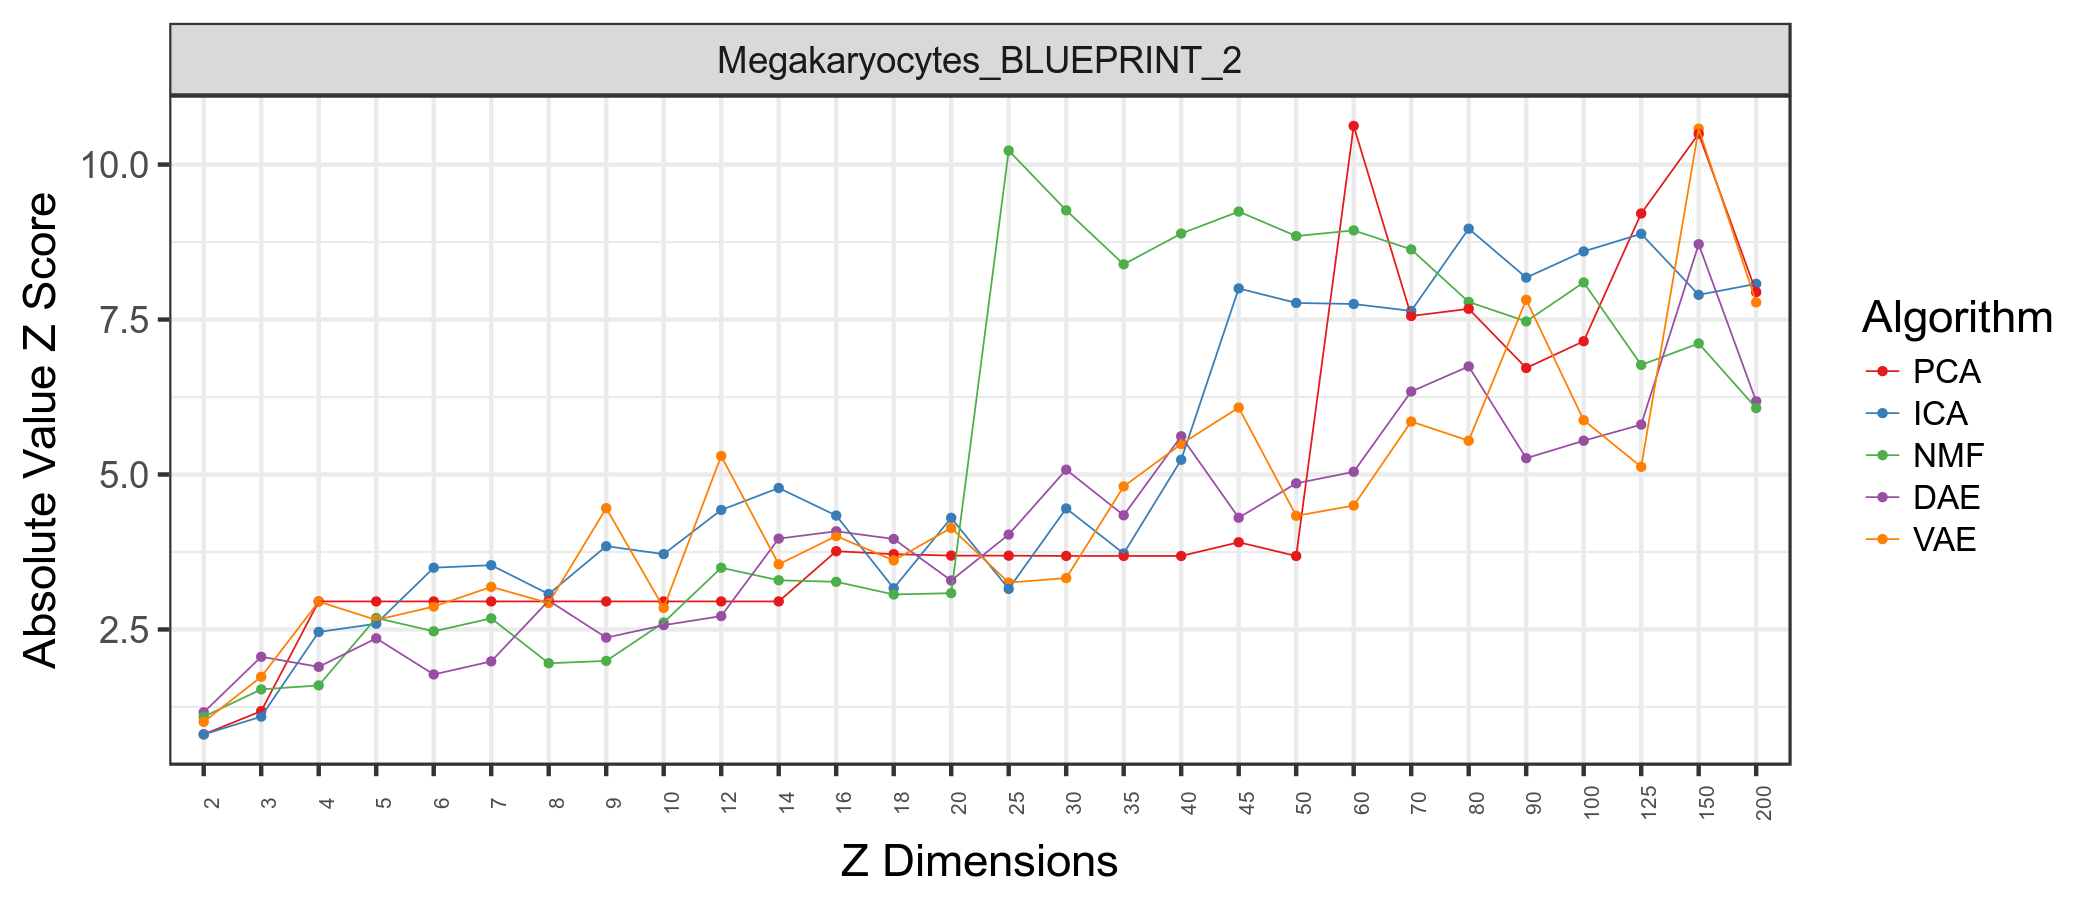 Megakaryocytes_BLUEPRINT_2
Absolute Value Z Score
10.0
7.5
5.0
2.5
2 3 4 5 6 7 8 9 10 12 14 16 18 20 25 30 35 40 45 50 60 70 80 90 100 125 150 200
Z Dimensions
Algorithm
PCA
ICA
NMF
DAE
VAE